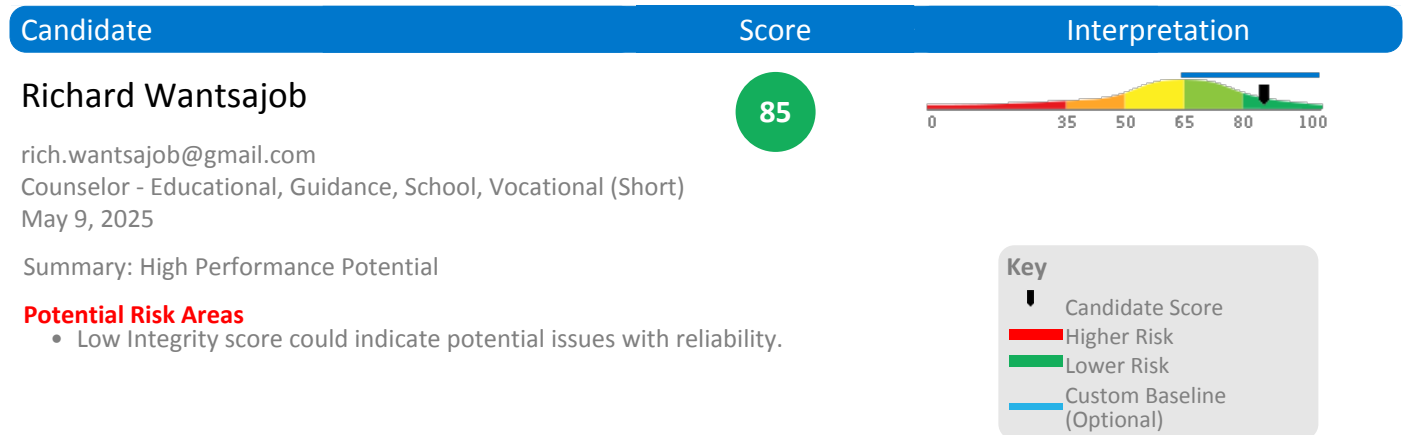 Candidate Score Interpretation
Richard Wantsajob
85
0 35 50 65 80 100
rich.wantsajob@gmail.com
Counselor - Educational, Guidance, School, Vocational (Short)
May 9, 2025
Summary: High Performance Potential
Potential Risk Areas
• Low Integrity score could indicate potential issues with reliability.
Key
Candidate Score
Higher Risk
Lower Risk
Custom Baseline
(Optional)